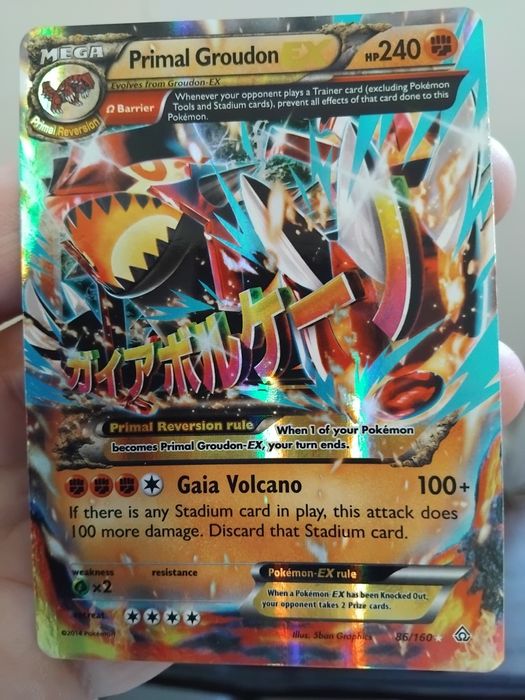 MEGA
Primal Groudon EX
HP240
Evolves from Groudon-EX
Primal Reversion
Ω Barrier
Whenever your opponent plays a Trainer card (excluding Pokémon
Tools and Stadium cards), prevent all effects of that card done to this
Pokémon.
ガイアボルケーノ
Primal Reversion rule
When 1 of your Pokémon
becomes Primal Groudon-EX, your turn ends.
Gaia Volcano
100+
If there is any Stadium card in play, this attack does
100 more damage. Discard that Stadium card.
weakness
resistance
×2
retreat
Pokémon-EX rule
When a Pokémon-EX has been Knocked Out,
your opponent takes 2 Prize cards.
©2014 Pokémon
Illus. 5ban Graphics
86/160